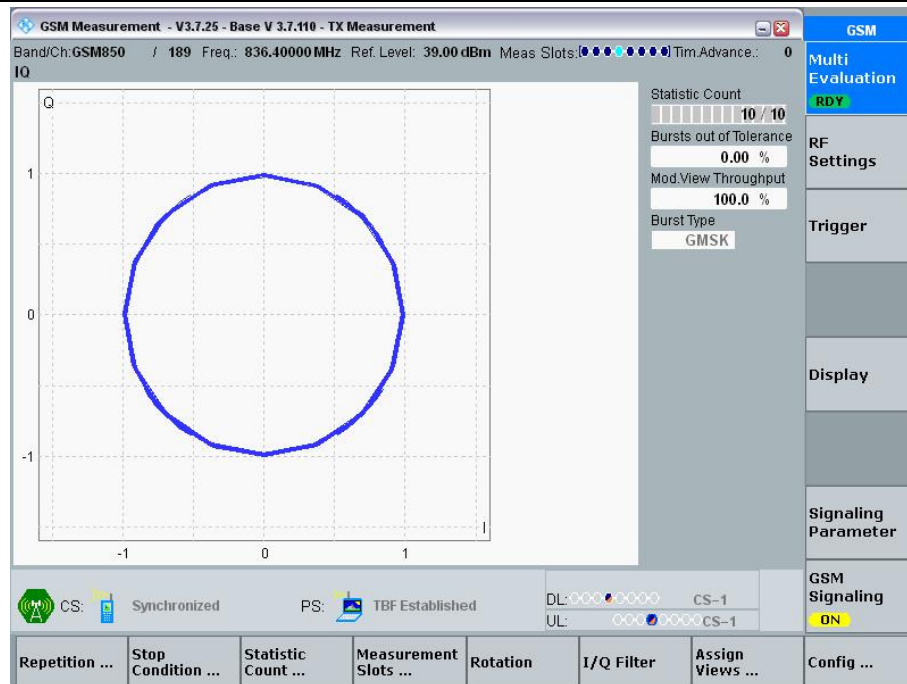 GSM Measurement - V3.7.25 - Base V 3.7.110 - TX Measurement
GSM
Band/Ch:GSM850 / 189 Freq.: 836.40000 MHz Ref. Level: 39.00 dBm Meas Slots: Tim.Advance.: 0
IQ
Multi
Evaluation
RDY
Q
Statistic Count
10 / 10
Bursts out of Tolerance
0.00 %
Mod.View Throughput
100.0 %
Burst Type
GMSK
RF
Settings
Trigger
Display
Signaling
Parameter
GSM
Signaling
ON
1
0
-1
I
-1 0 1
CS: Synchronized PS: TBF Established DL: CS-1
UL: CS-1
Repetition ...
Stop
Condition ...
Statistic
Count ...
Measurement
Slots ...
Rotation
I/Q Filter
Assign
Views ...
Config ...